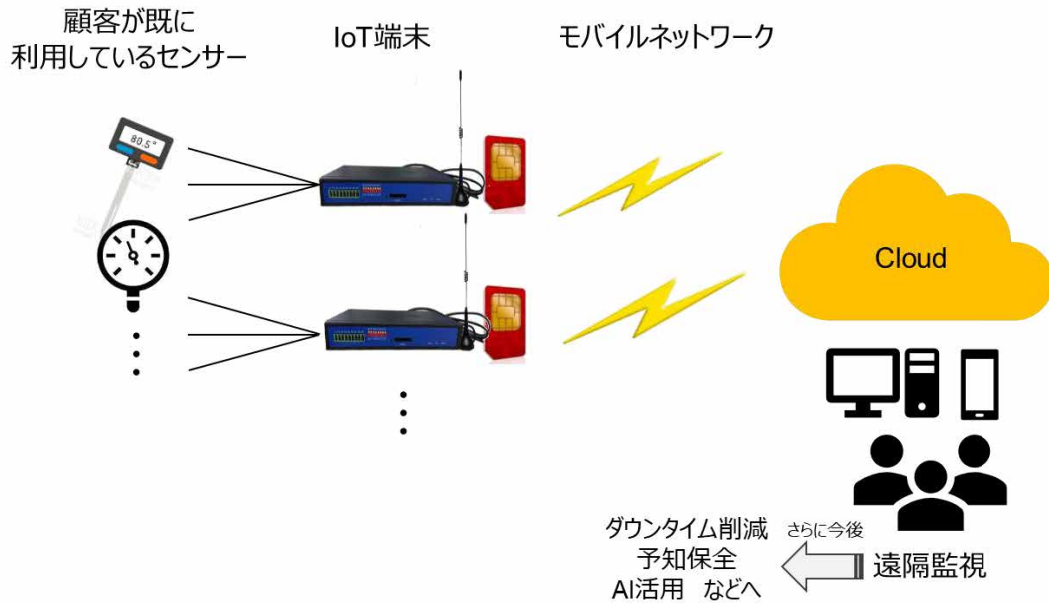 顧客が既に
利用しているセンサー
IoT端末
モバイルネットワーク
80.5°
Cloud
ダウンタイム削減
予知保全
AI活用　などへ
さらに今後
遠隔監視